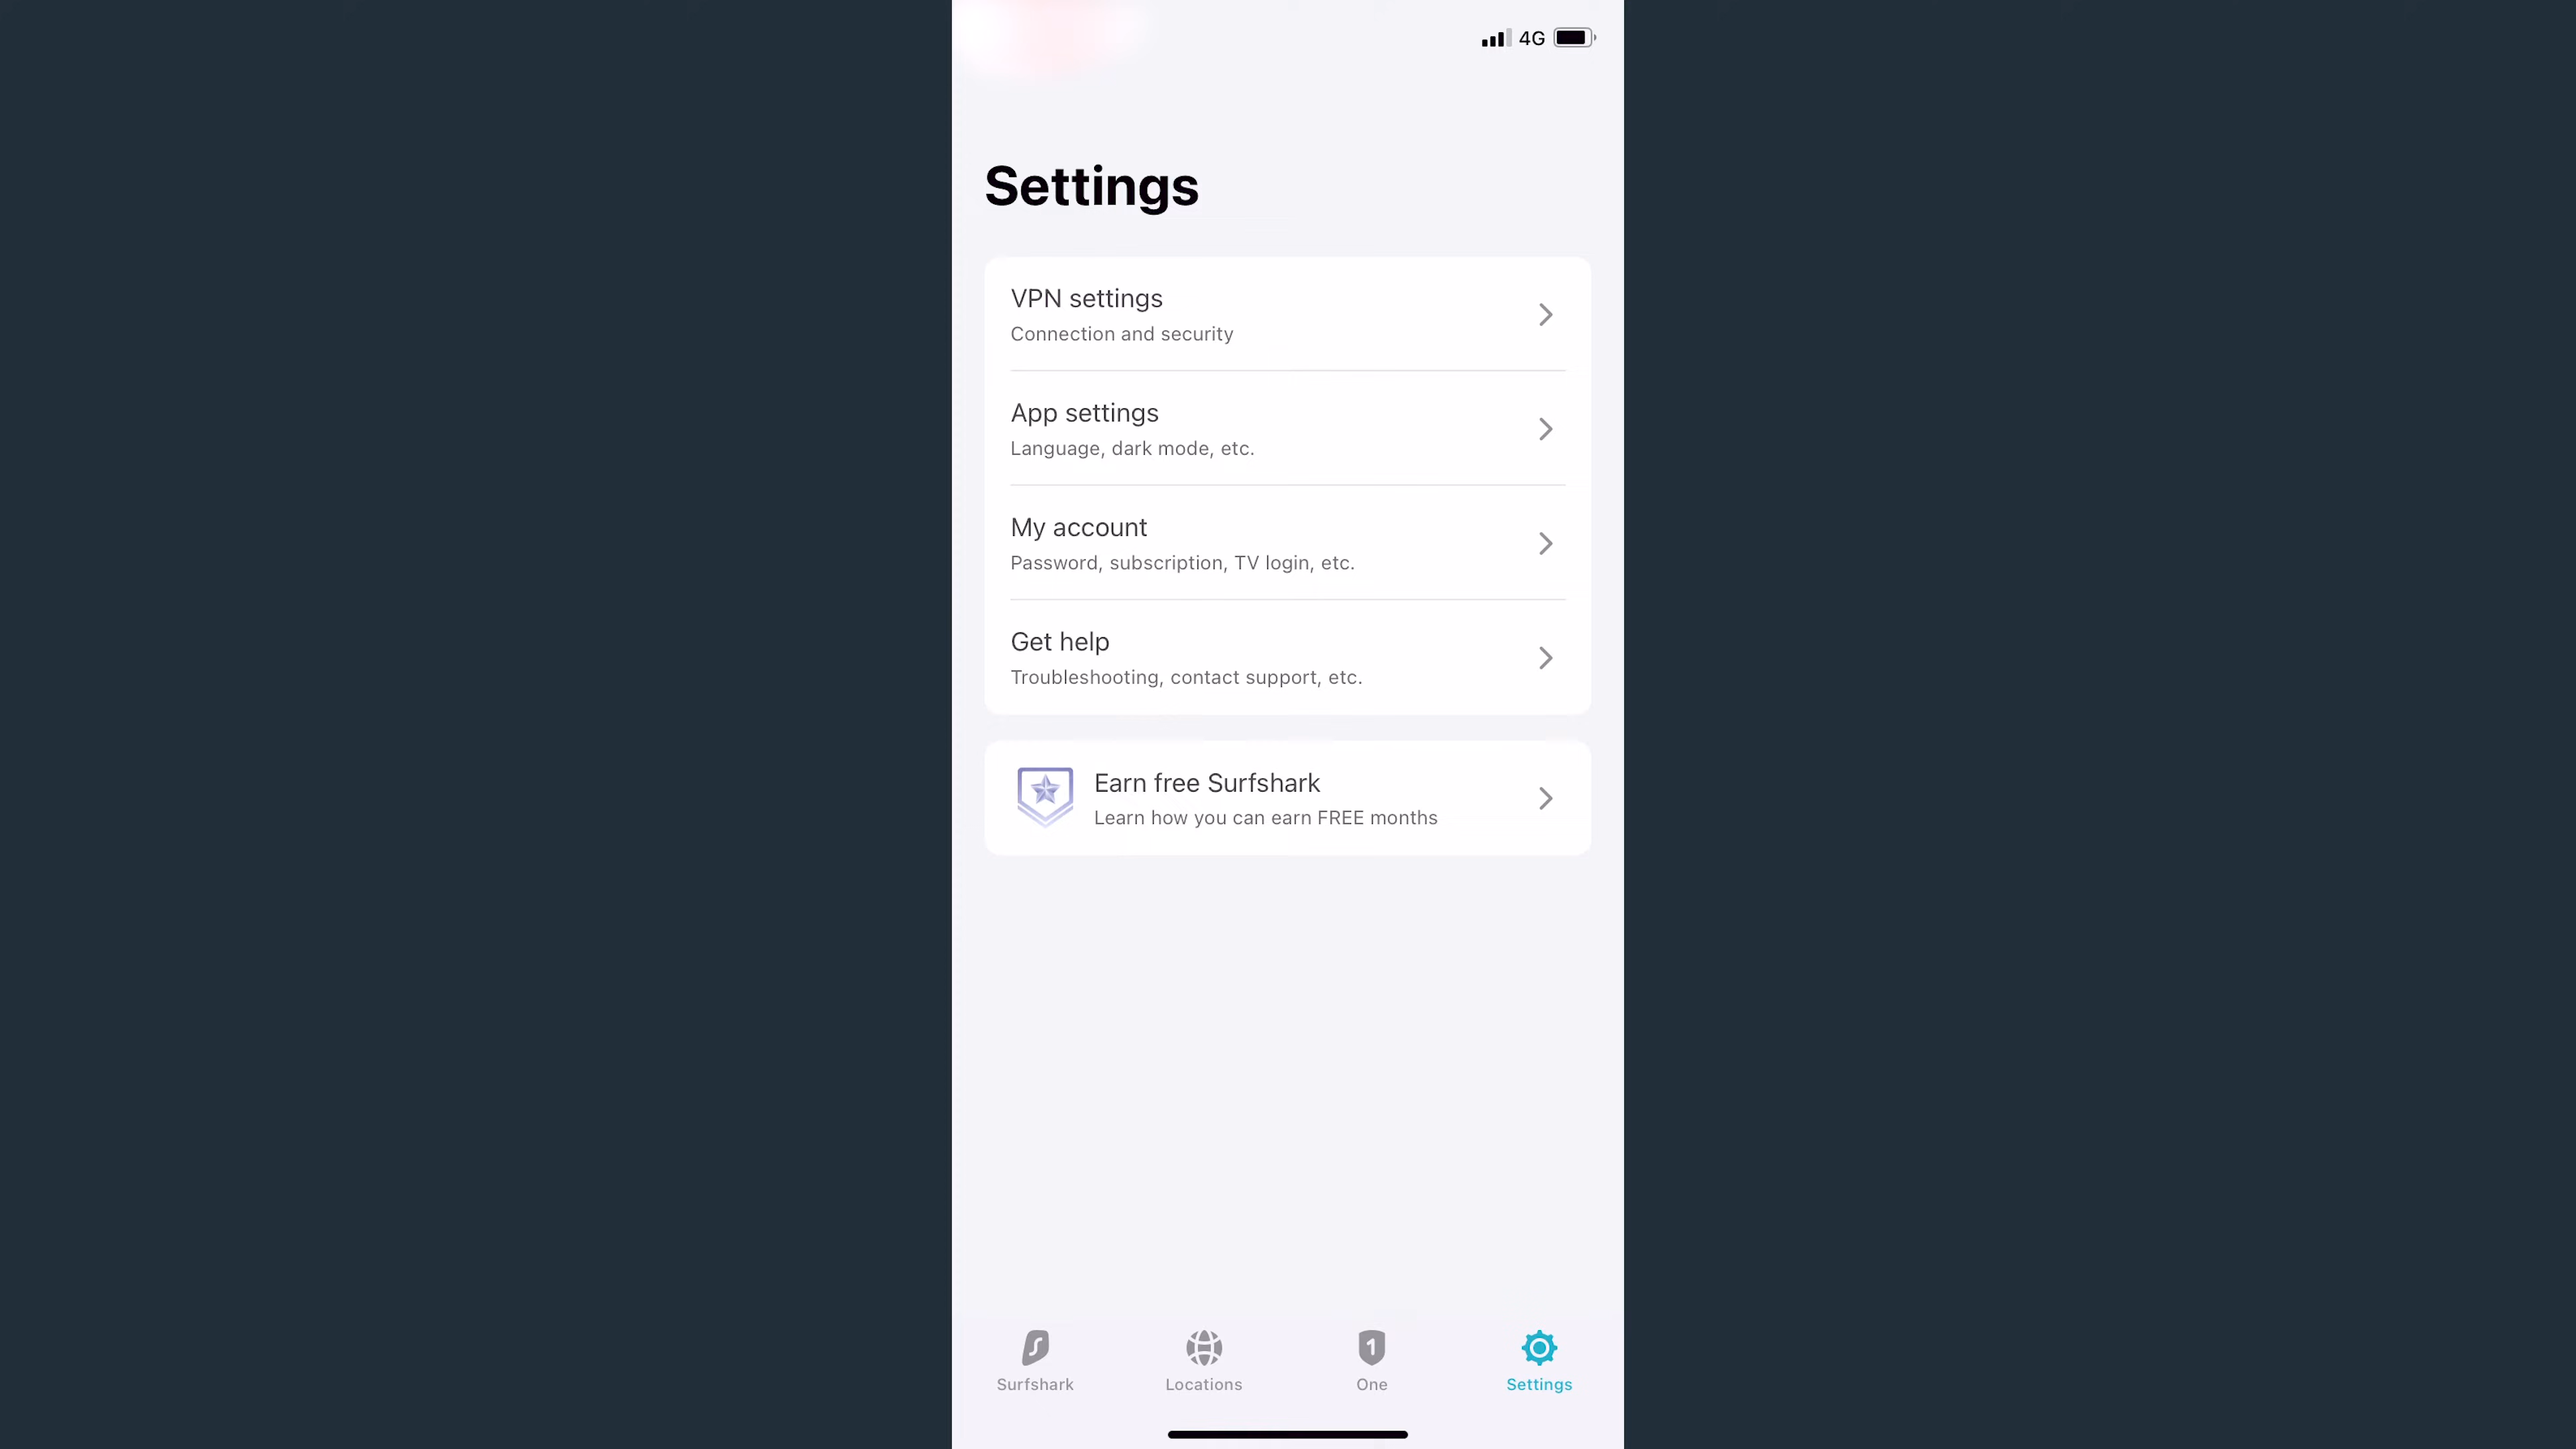 4G
Settings
VPN settings
Connection and security
App settings
Language, dark mode, etc.
My account
Password, subscription, TV login, etc.
Get help
Troubleshooting, contact support, etc.
Earn free Surfshark
Learn how you can earn FREE months
1
Surfshark
Locations
One
Settings